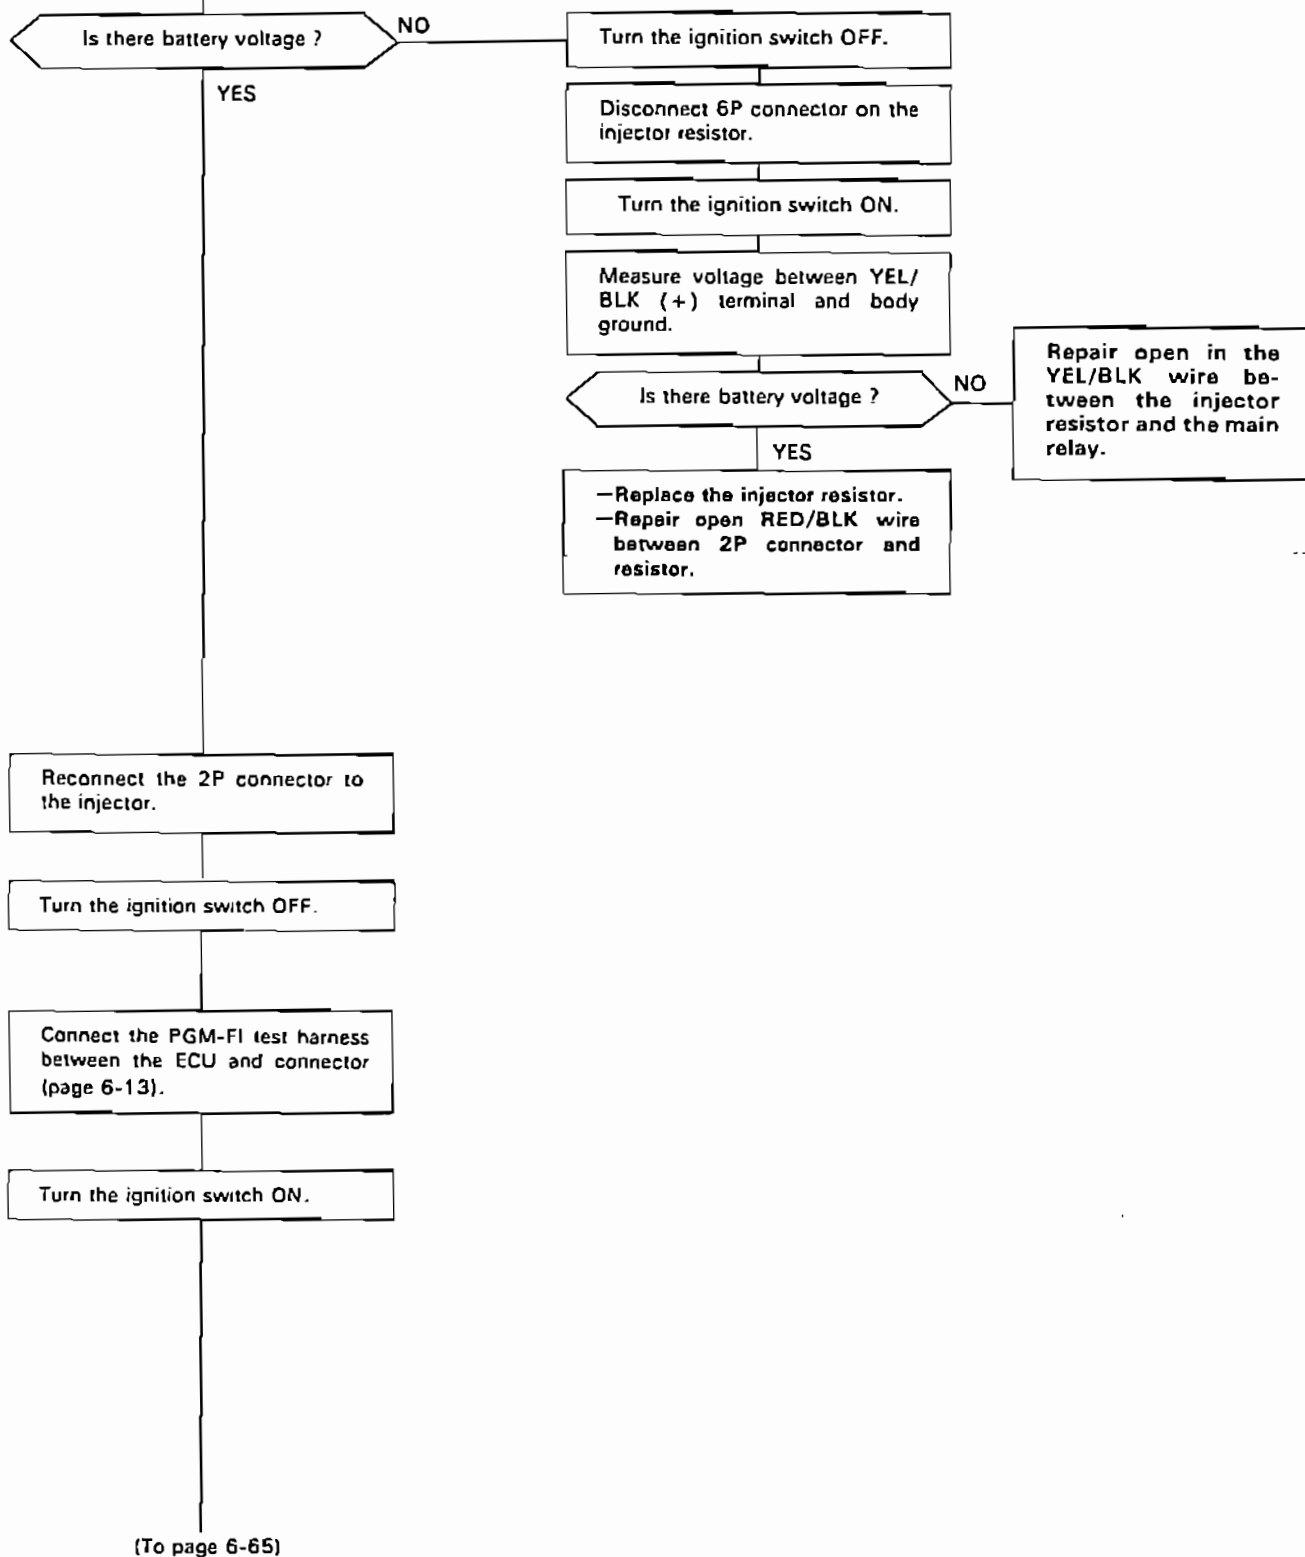 Is there battery voltage ?
NO
YES
Turn the ignition switch OFF.
Disconnect 6P connector on the
injector resistor.
Turn the ignition switch ON.
Measure voltage between YEL/
BLK (+) terminal and body
ground.
Is there battery voltage ?
NO
YES
Repair open in the
YEL/BLK wire be-
tween the injector
resistor and the main
relay.
—Replace the injector resistor.
—Repair open RED/BLK wire
between 2P connector and
resistor.
Reconnect the 2P connector to
the injector.
Turn the ignition switch OFF.
Connect the PGM-FI test harness
between the ECU and connector
(page 6-13).
Turn the ignition switch ON.
(To page 6-65)